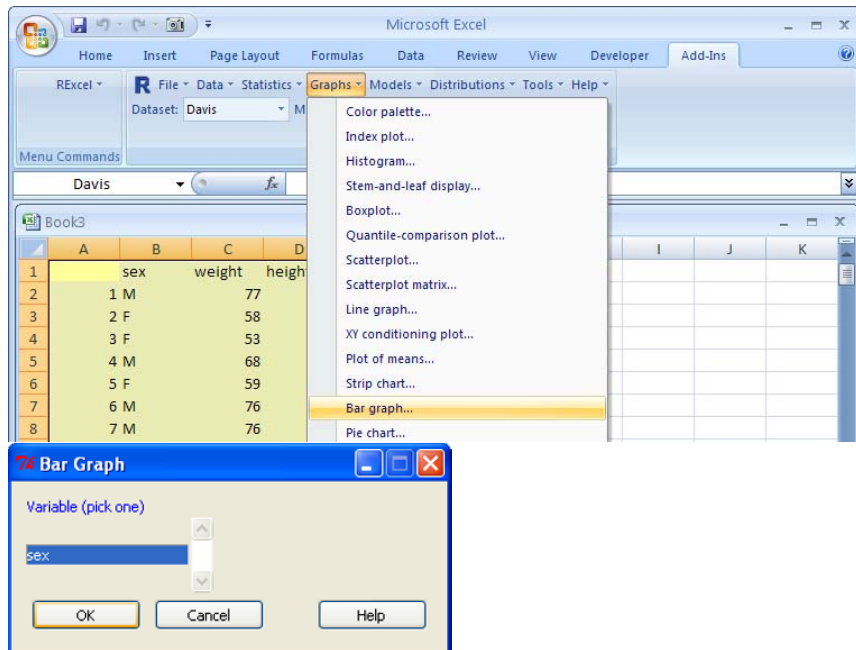 Microsoft Excel
Home Insert Page Layout Formulas Data Review View Developer Add-Ins
RExcel R File Data Statistics Graphs Models Distributions Tools Help
Dataset: Davis M
Menu Commands
Color palette...
Index plot...
Histogram...
Stem-and-leaf display...
Boxplot...
Quantile-comparison plot...
Scatterplot...
Scatterplot matrix...
Line graph...
XY conditioning plot...
Plot of means...
Strip chart...
Bar graph...
Pie chart...
Davis fx
Book3
A B C D I J K
1 sex weight heigh
2 1 M 77
3 2 F 58
4 3 F 53
5 4 M 68
6 5 F 59
7 6 M 76
8 7 M 76
Bar Graph
Variable (pick one)
sex
OK Cancel Help